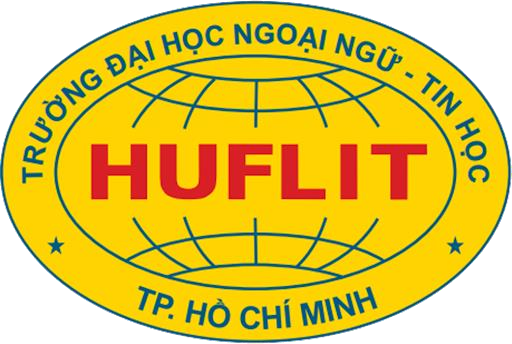 TRƯỜNG ĐẠI HỌC NGOẠI NGỮ - TIN HỌC
HUFLIT
TP. HỒ CHÍ MINH